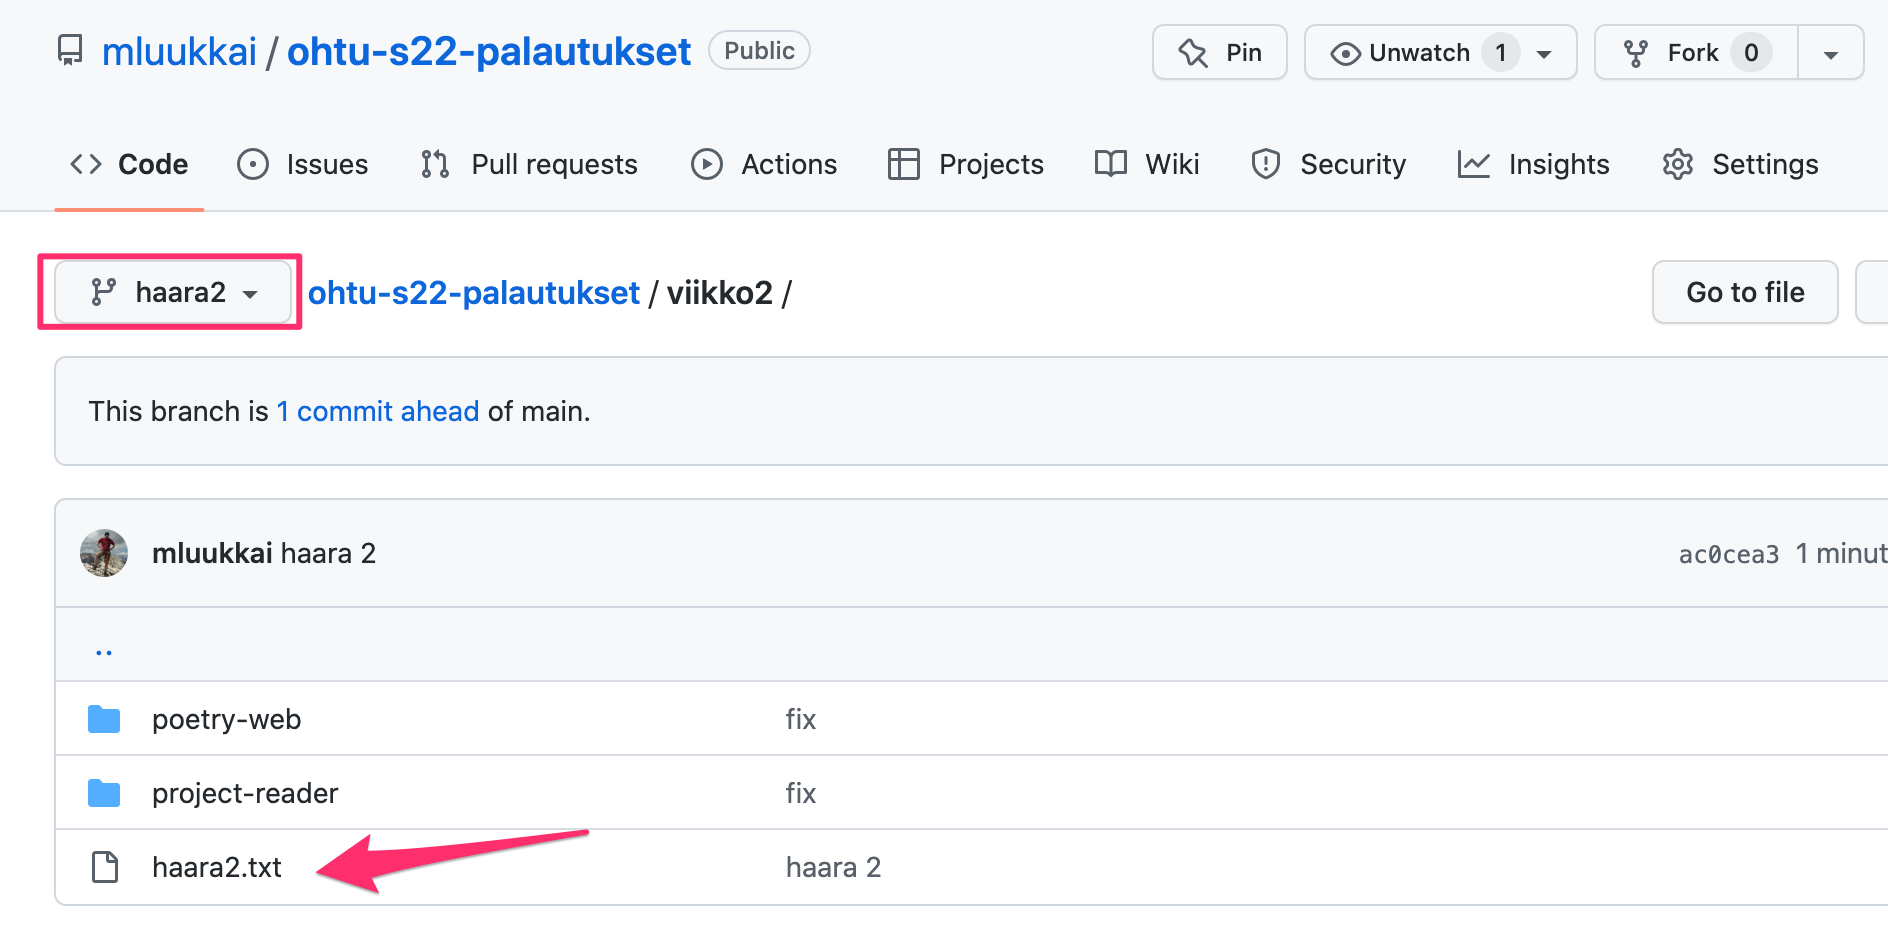 mluukkai / ohtu-s22-palautukset Public Pin Unwatch 1 Fork 0
Code Issues Pull requests Actions Projects Wiki Security Insights Settings
haara2 ohtu-s22-palautukset / viikko2 / Go to file
This branch is 1 commit ahead of main.
mluukkai haara 2 ac0cea3 1 minut
..
poetry-web fix
project-reader fix
haara2.txt haara 2